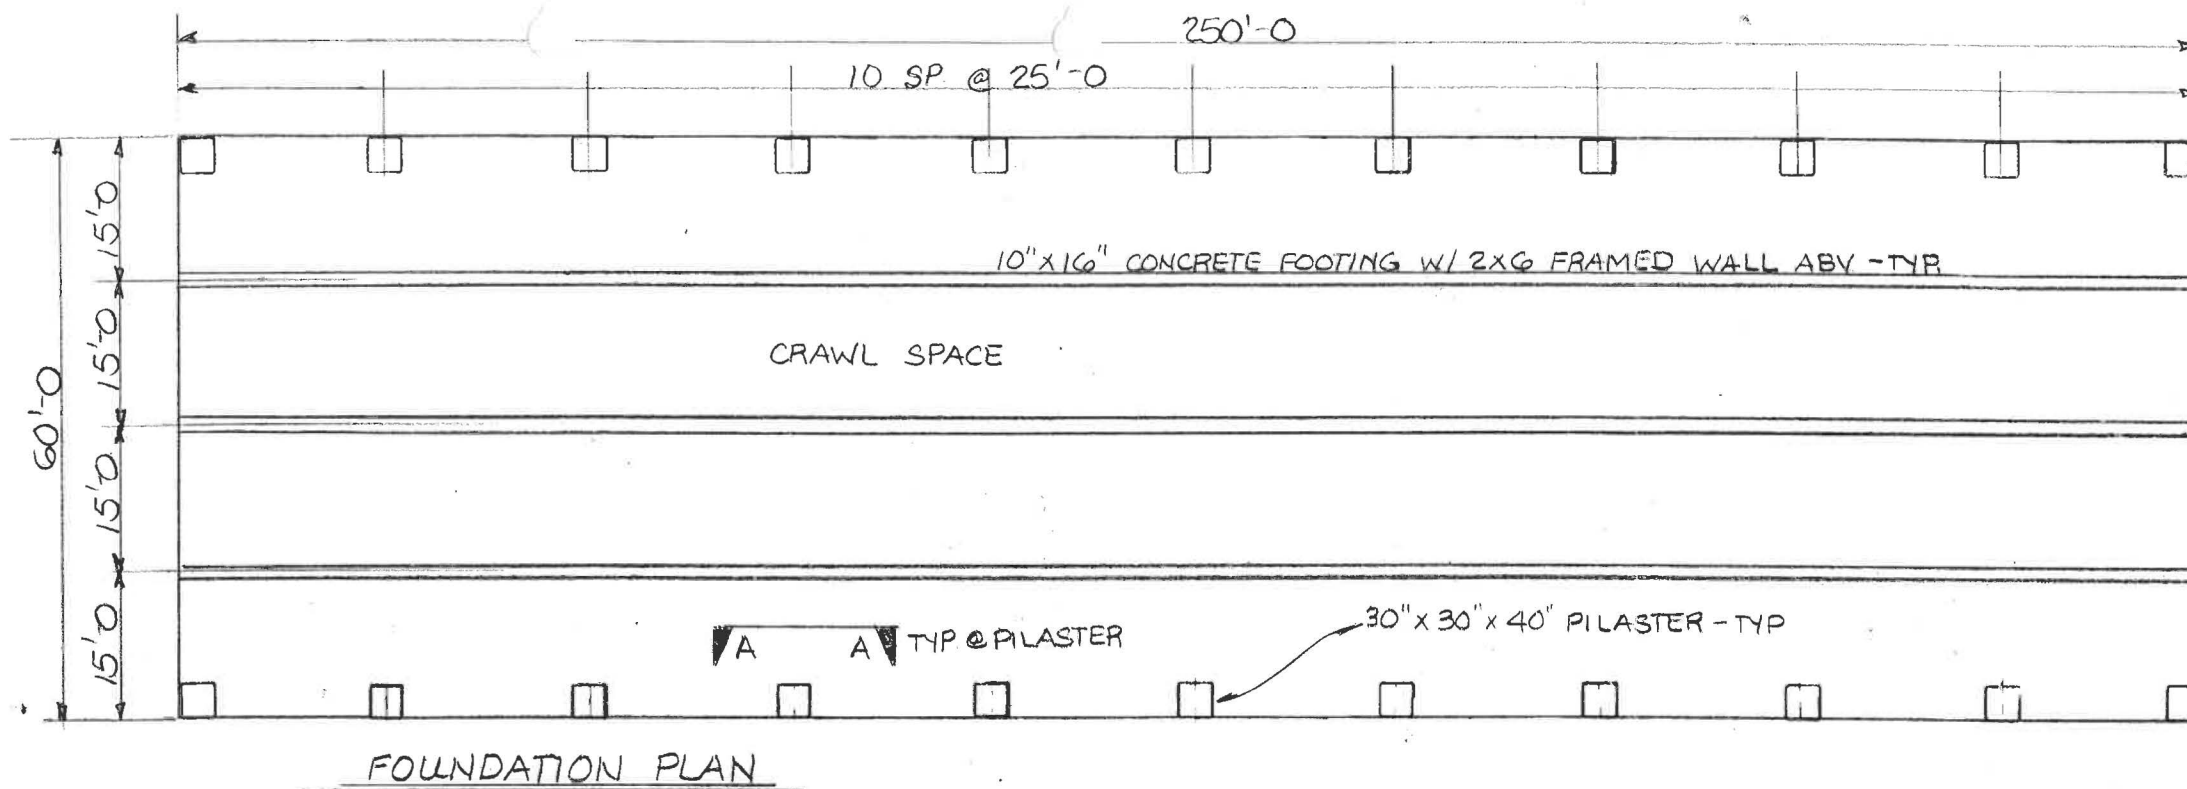 250'-0
10 SP. @ 25'-0
15'-0
10"X16" CONCRETE FOOTING W/ 2X6 FRAMED WALL ABV - TYP.
15'-0
CRAWL SPACE
60'-0
15'-0
15'-0
A A TYP. @ PILASTER
30" X 30" X 40" PILASTER - TYP
FOUNDATION PLAN